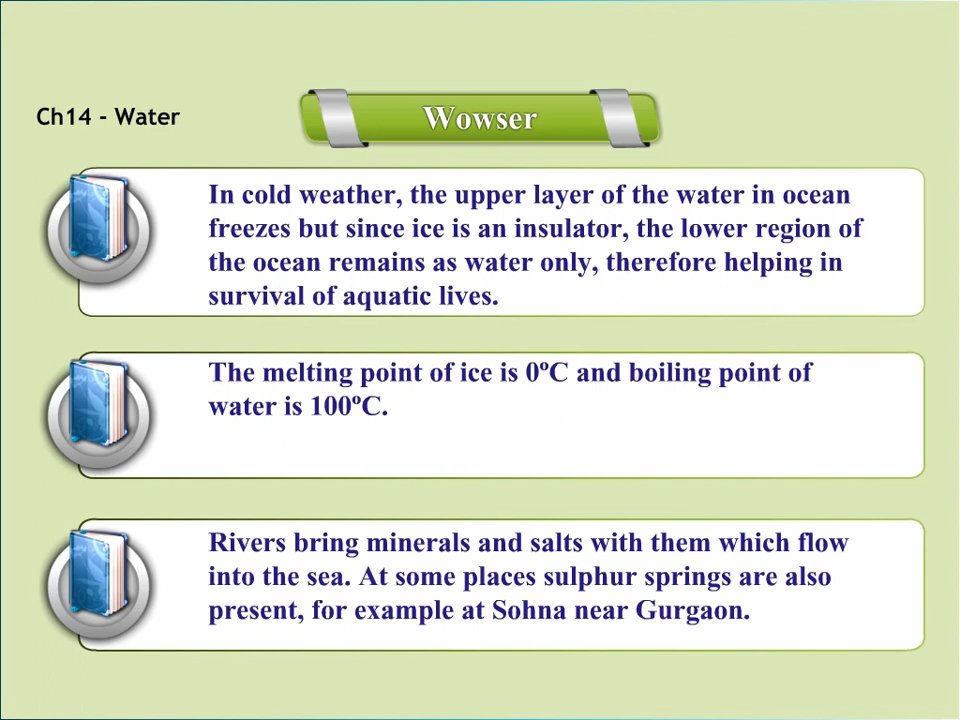 Ch14 - Water
Wowser
In cold weather, the upper layer of the water in ocean
freezes but since ice is an insulator, the lower region of
the ocean remains as water only, therefore helping in
survival of aquatic lives.
The melting point of ice is 0ºC and boiling point of
water is 100ºC.
Rivers bring minerals and salts with them which flow
into the sea. At some places sulphur springs are also
present, for example at Sohna near Gurgaon.